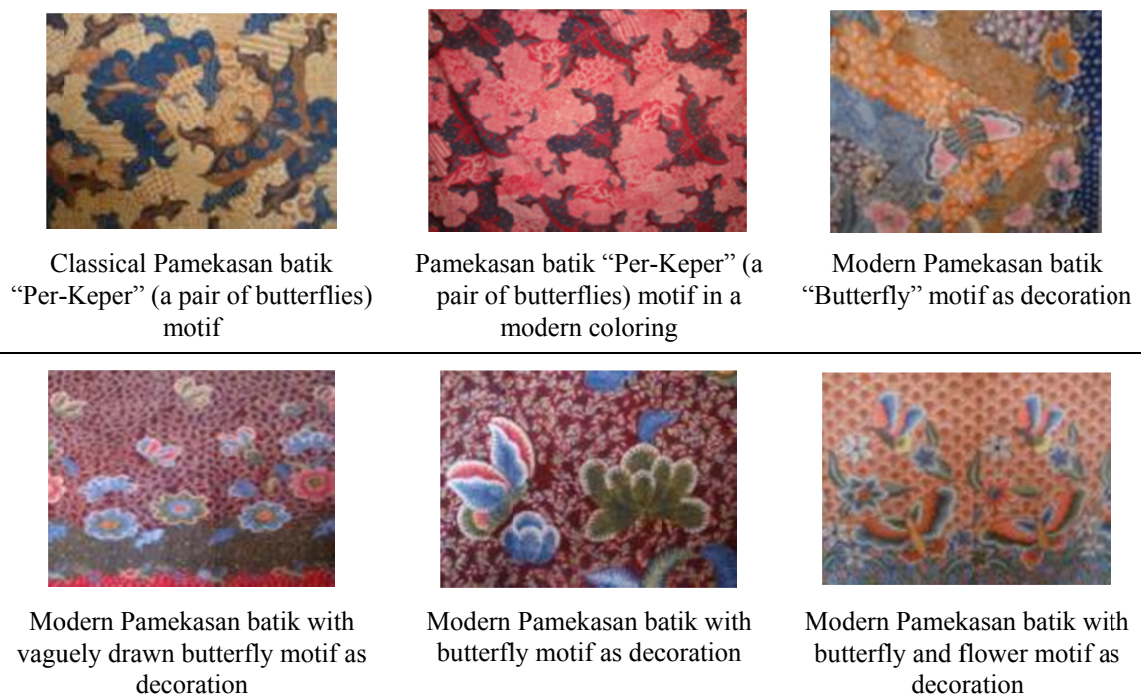 Classical Pamekasan batik
“Per-Keper” (a pair of butterflies)
motif
Pamekasan batik “Per-Keper” (a
pair of butterflies) motif in a
modern coloring
Modern Pamekasan batik
“Butterfly” motif as decoration
Modern Pamekasan batik with
vaguely drawn butterfly motif as
decoration
Modern Pamekasan batik with
butterfly motif as decoration
Modern Pamekasan batik with
butterfly and flower motif as
decoration